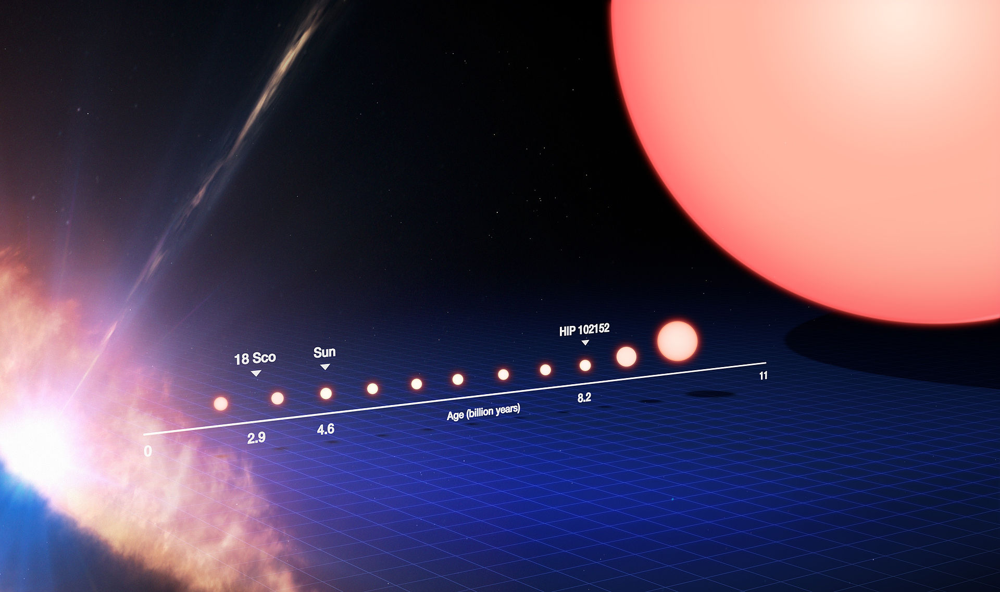 18 Sco
Sun
HIP 102152
0
2.9
4.6
Age (billion years)
8.2
11